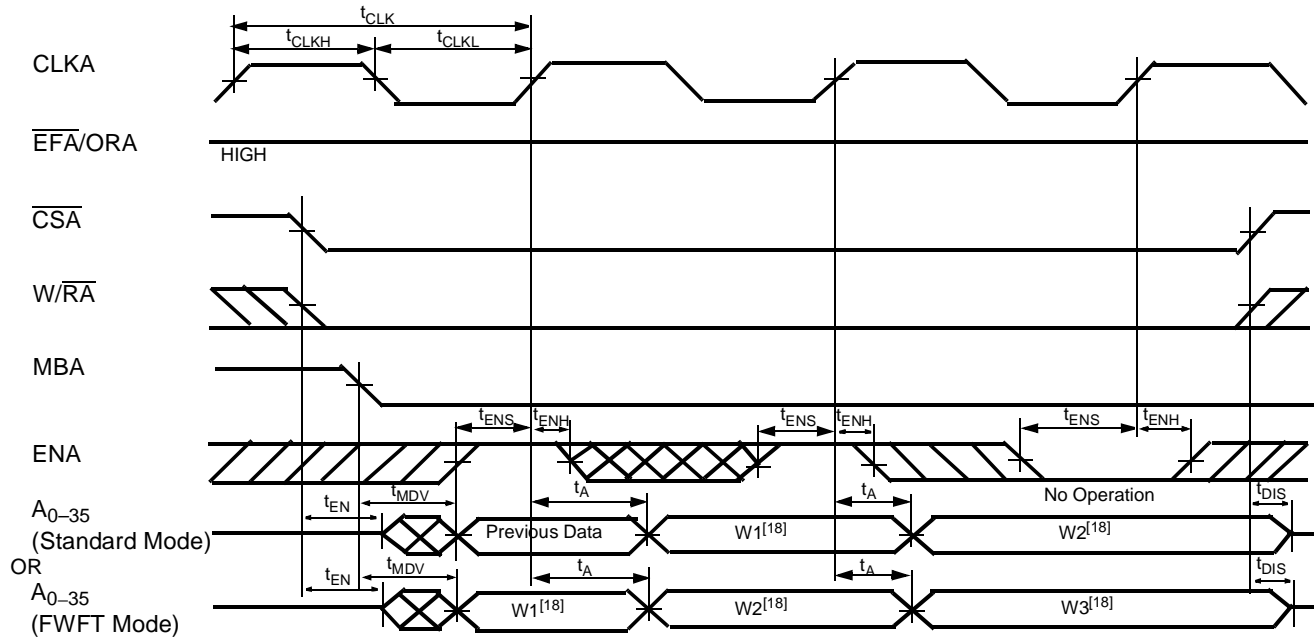 tCLK
tCLKH tCLKL
CLKA
EFA/ORA
HIGH
CSA
W/RA
MBA
tENS tENH tENS tENH tENS tENH
ENA
tMDV
tEN tA tA No Operation tDIS
A0–35
(Standard Mode)
Previous Data W1[18] W2[18]
OR
tMDV
tEN tA tA tDIS
A0–35
(FWFT Mode)
W1[18] W2[18] W3[18]